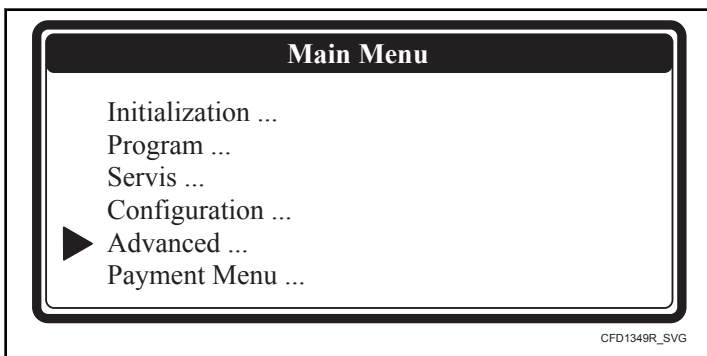 Main Menu
Initialization ...
Program ...
Servis ...
Configuration ...
Advanced ...
Payment Menu ...
CFD1349R_SVG